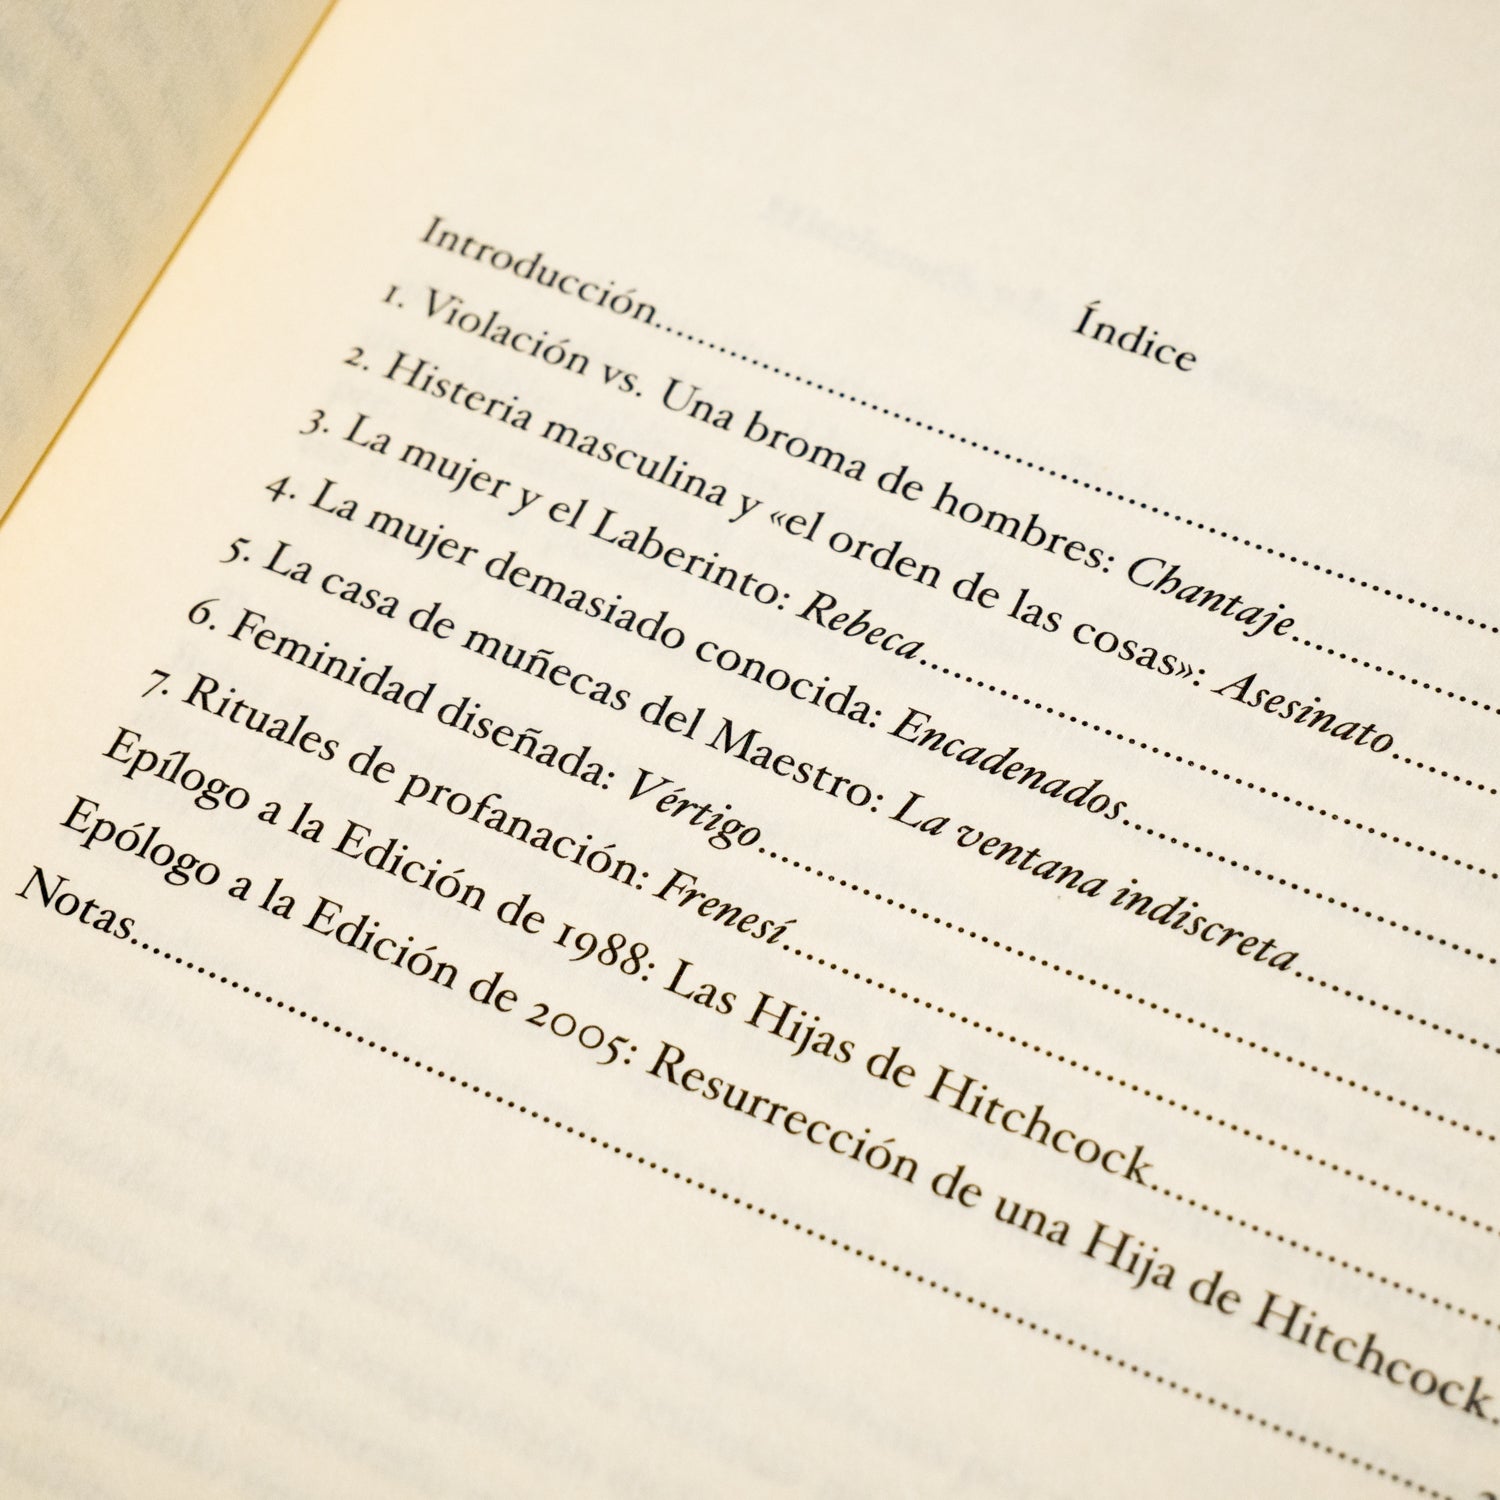 Índice
Introducción................................
1. Violación vs. Una broma de hombres: Chantaje................
2. Histeria masculina y «el orden de las cosas»: Asesinato............
3. La mujer y el Laberinto: Rebeca................................
4. La mujer demasiado conocida: Encadenados................................
5. La casa de muñecas del Maestro: La ventana indiscreta................
6. Feminidad diseñada: Vértigo................................
7. Rituales de profanación: Frenesí................................
Epílogo a la Edición de 1988: Las Hijas de Hitchcock................
Epólogo a la Edición de 2005: Resurrección de una Hija de Hitchcock.
Notas................................